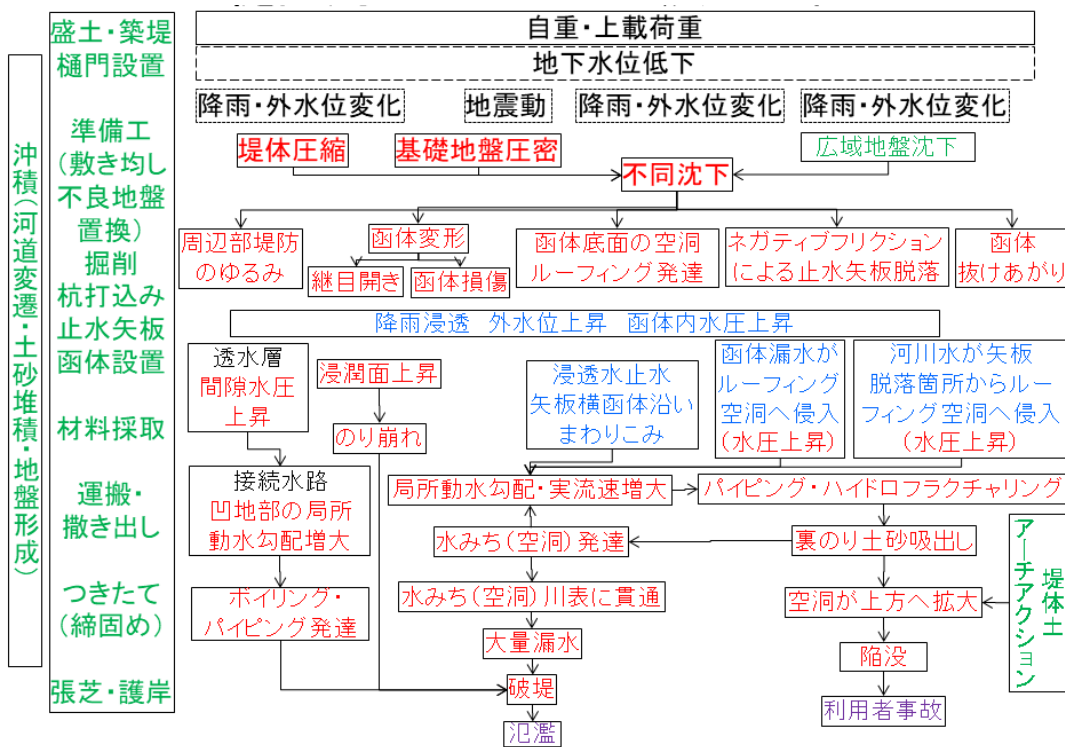 沖積(河道変遷・土砂堆積・地盤形成)
盛土・築堤
樋門設置
準備工
(敷き均し
不良地盤
置換)
掘削
杭打込み
止水矢板
函体設置
材料採取
運搬・
撒き出し
つきたて
(締固め)
張芝・護岸
自重・上載荷重
地下水位低下
降雨・外水位変化
地震動
降雨・外水位変化
降雨・外水位変化
堤体圧縮
基礎地盤圧密
不同沈下
広域地盤沈下
周辺部堤防
のゆるみ
函体変形
継目開き
函体損傷
函体底面の空洞
ルーフィング発達
ネガティブフリクション
による止水矢板脱落
函体
抜けあがり
降雨浸透 外水位上昇 函体内水圧上昇
透水層
間隙水圧
上昇
浸潤面上昇
のり崩れ
浸透水止水
矢板横函体沿い
まわりこみ
函体漏水が
ルーフィング
空洞へ侵入
(水圧上昇)
河川水が矢板
脱落箇所からルー
フィング空洞へ侵入
(水圧上昇)
接続水路
凹地部の局所
動水勾配増大
局所動水勾配・実流速増大
パイピング・ハイドロフラクチャリング
水みち(空洞)発達
裏のり土砂吸出し
ボイリング・
パイピング発達
水みち(空洞)川表に貫通
空洞が上方へ拡大
堤体土
アーチアクション
大量漏水
陥没
破堤
利用者事故
氾濫